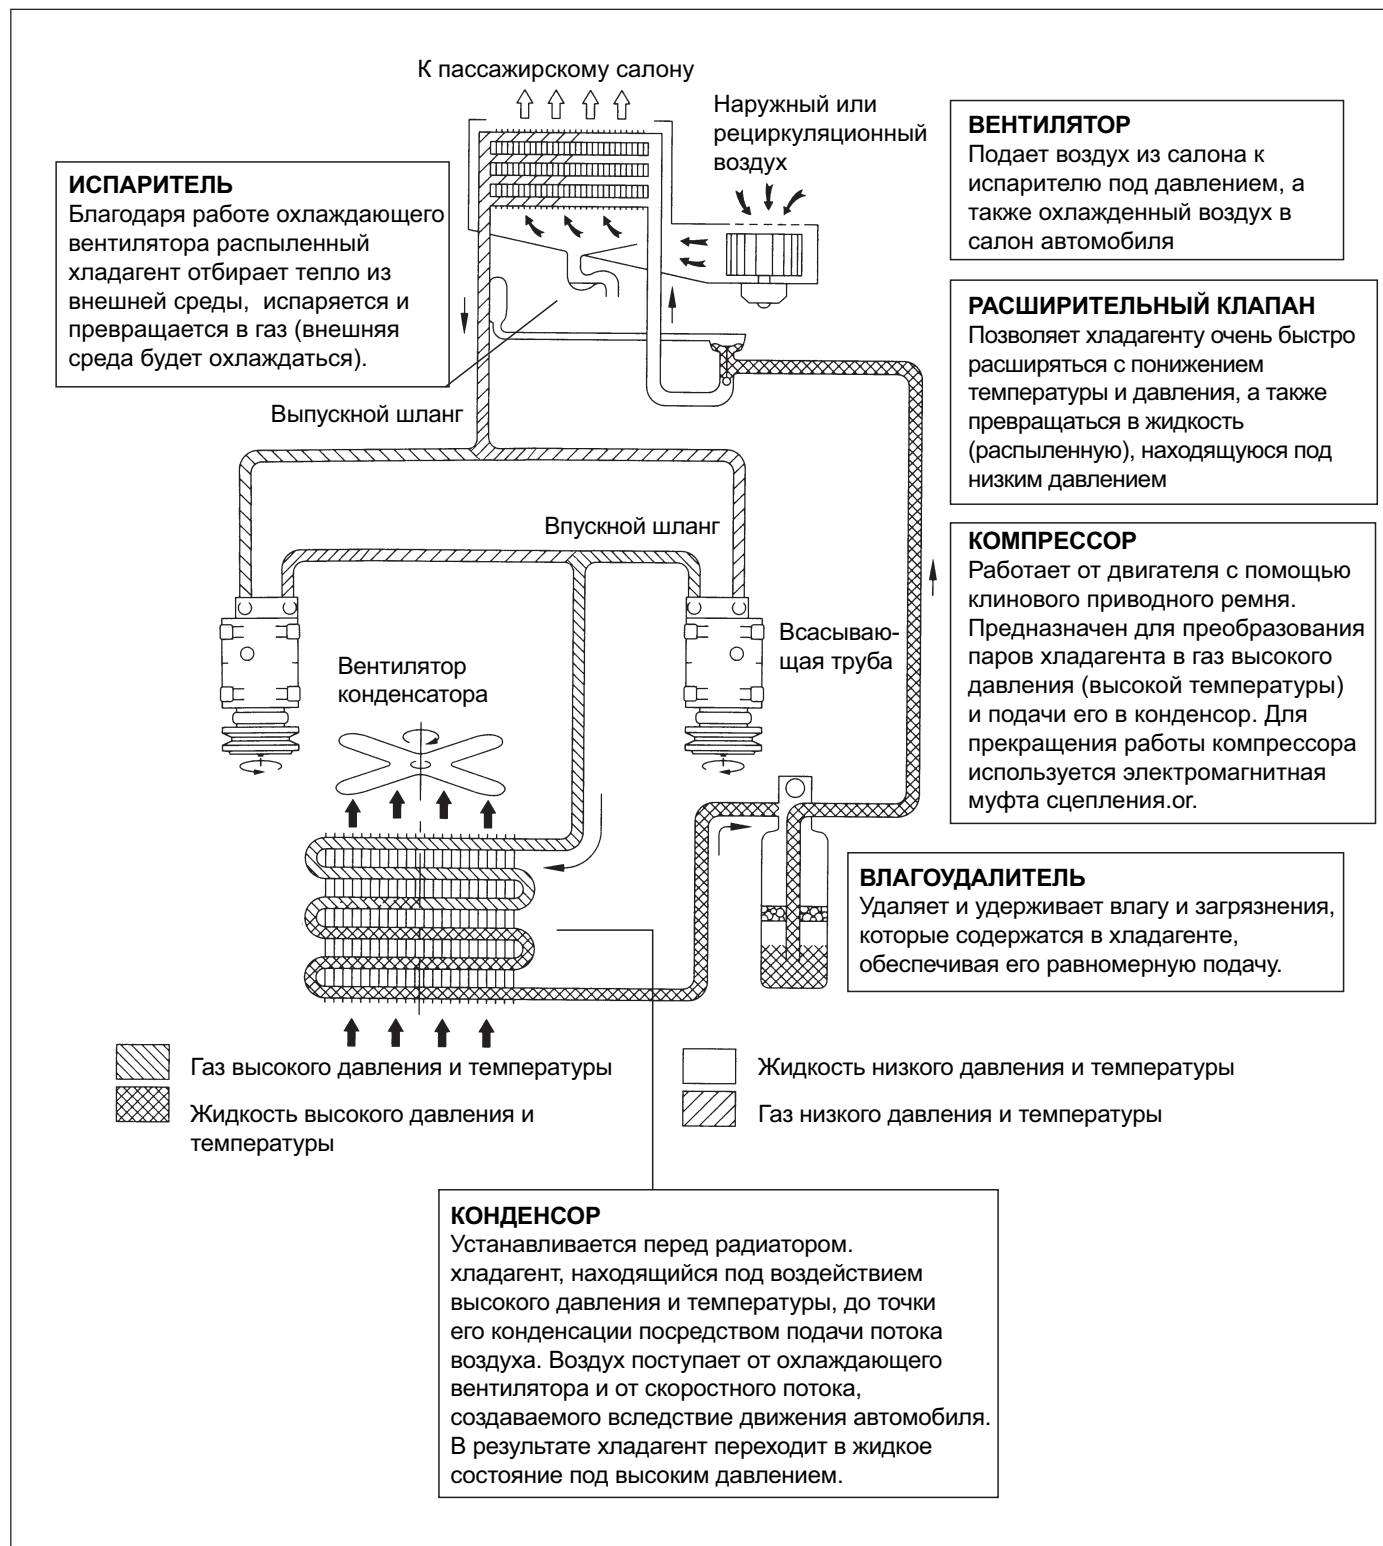 К пассажирскому салону
Наружный или
рециркуляционный
воздух
ВЕНТИЛЯТОР
Подает воздух из салона к
испарителю под давлением, а
также охлажденный воздух в
салон автомобиля
ИСПАРИТЕЛЬ
Благодаря работе охлаждающего
вентилятора распыленный
хладагент отбирает тепло из
внешней среды, испаряется и
превращается в газ (внешняя
среда будет охлаждаться).
РАСШИРИТЕЛЬНЫЙ КЛАПАН
Позволяет хладагенту очень быстро
расширяться с понижением
температуры и давления, а также
превращаться в жидкость
(распыленную), находящуюся под
низким давлением
Выпускной шланг
Впускной шланг
КОМПРЕССОР
Работает от двигателя с помощью
клинового приводного ремня.
Предназначен для преобразования
паров хладагента в газ высокого
давления (высокой температуры)
и подачи его в конденсор. Для
прекращения работы компрессора
используется электромагнитная
муфта сцепления.or.
Всасываю-
щая труба
Вентилятор
конденсатора
ВЛАГОУДАЛИТЕЛЬ
Удаляет и удерживает влагу и загрязнения,
которые содержатся в хладагенте,
обеспечивая его равномерную подачу.
Газ высокого давления и температуры
Жидкость высокого давления и
температуры
Жидкость низкого давления и температуры
Газ низкого давления и температуры
КОНДЕНСОР
Устанавливается перед радиатором.
хладагент, находящийся под воздействием
высокого давления и температуры, до точки
его конденсации посредством подачи потока
воздуха. Воздух поступает от охлаждающего
вентилятора и от скоростного потока,
создаваемого вследствие движения автомобиля.
В результате хладагент переходит в жидкое
состояние под высоким давлением.